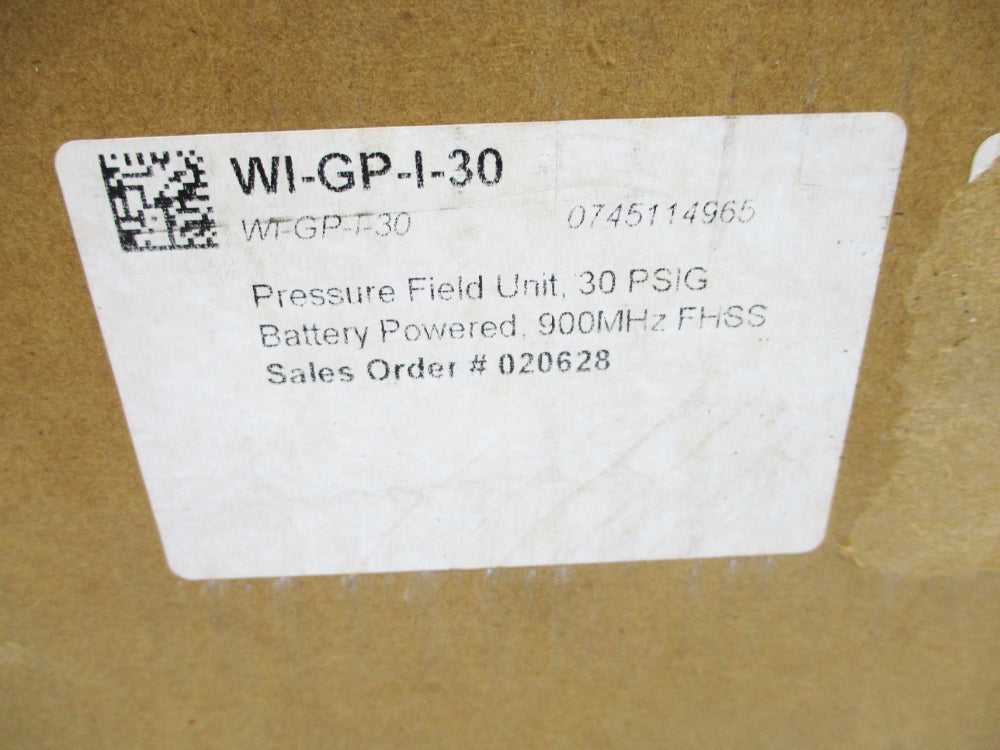 WI-GP-I-30
WI-GP-I-30 0745114965
Pressure Field Unit, 30 PSIG
Battery Powered, 900MHz FHSS
Sales Order # 020628